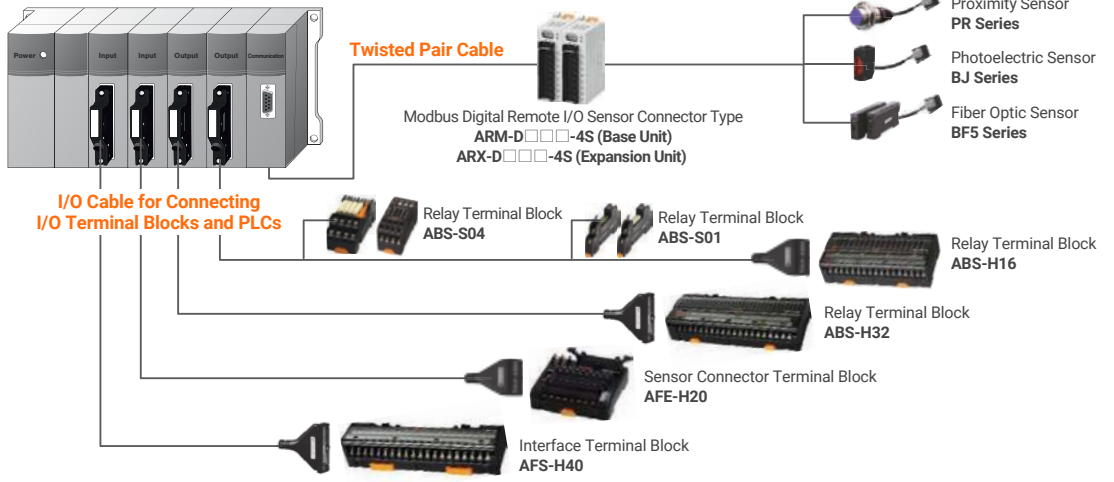 Proximity Sensor
PR Series
Power
Input
Input
Output
Output
Communication
Twisted Pair Cable
Photoelectric Sensor
BJ Series
Fiber Optic Sensor
BF5 Series
Modbus Digital Remote I/O Sensor Connector Type
ARM-D□□□-4S (Base Unit)
ARX-D□□□-4S (Expansion Unit)
I/O Cable for Connecting
I/O Terminal Blocks and PLCs
Relay Terminal Block
ABS-S04
Relay Terminal Block
ABS-S01
Relay Terminal Block
ABS-H16
Relay Terminal Block
ABS-H32
Sensor Connector Terminal Block
AFE-H20
Interface Terminal Block
AFS-H40